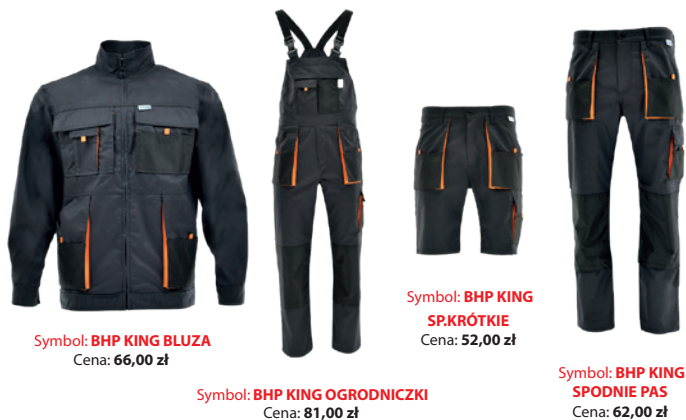 Symbol: BHP KING BLUZA
Cena: 66,00 zł
Symbol: BHP KING OGRODNICZKI
Cena: 81,00 zł
Symbol: BHP KING
SP.KRÓTKIE
Cena: 52,00 zł
Symbol: BHP KING
SPODNIE PAS
Cena: 62,00 zł